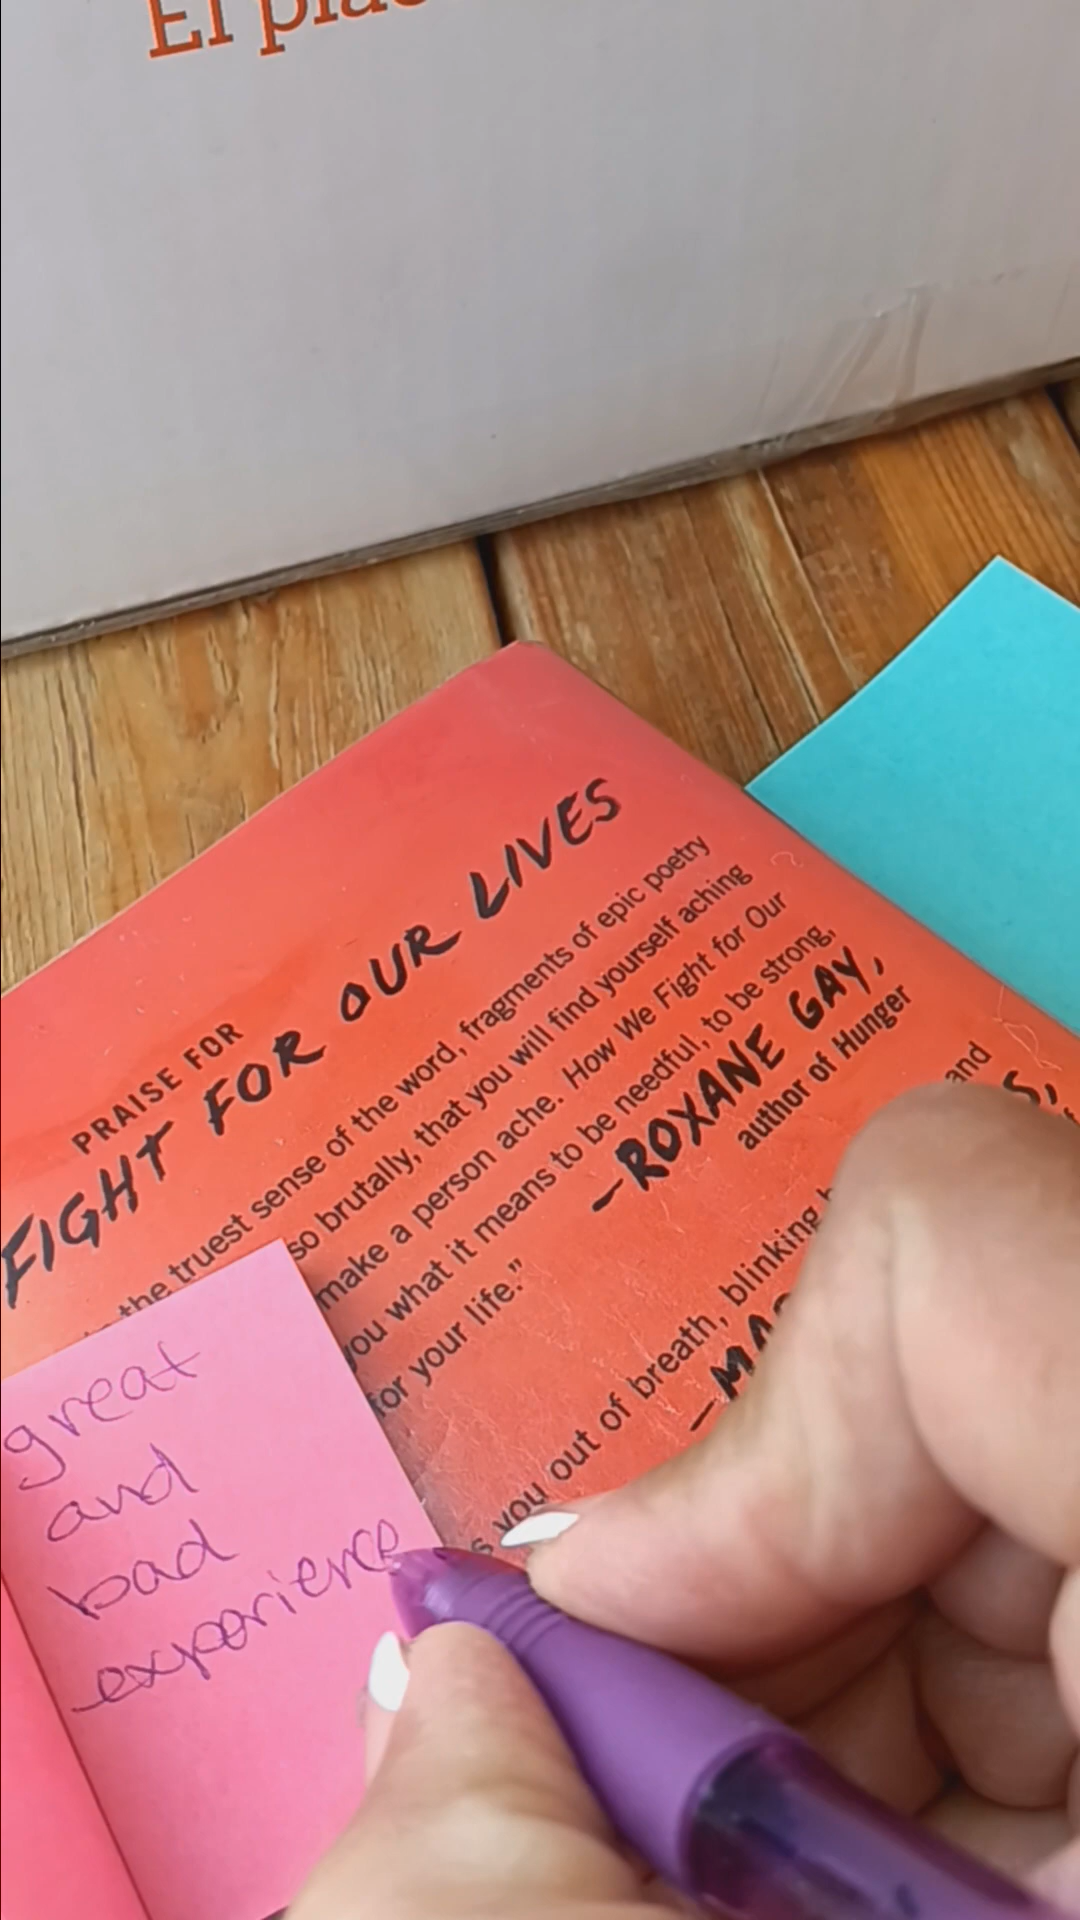 El
PRAISE FOR
FIGHT FOR OUR LIVES
the truest sense of the word, fragments of epic poetry
so brutally, that you will find yourself aching
make a person ache. How We Fight for Our
you what it means to be needful, to be strong,
for your life."
—ROXANE GAY,
author of Hunger
and
you out of breath, blinking
great
and
bad
experience